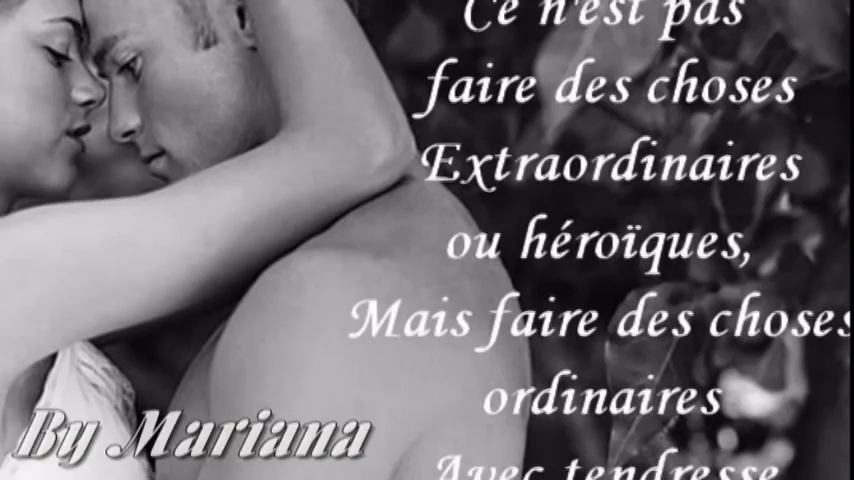 Ce n'est pas
faire des choses
Extraordinaires
ou héroïques,
Mais faire des choses
ordinaires
Avec tendresse
By Mariana